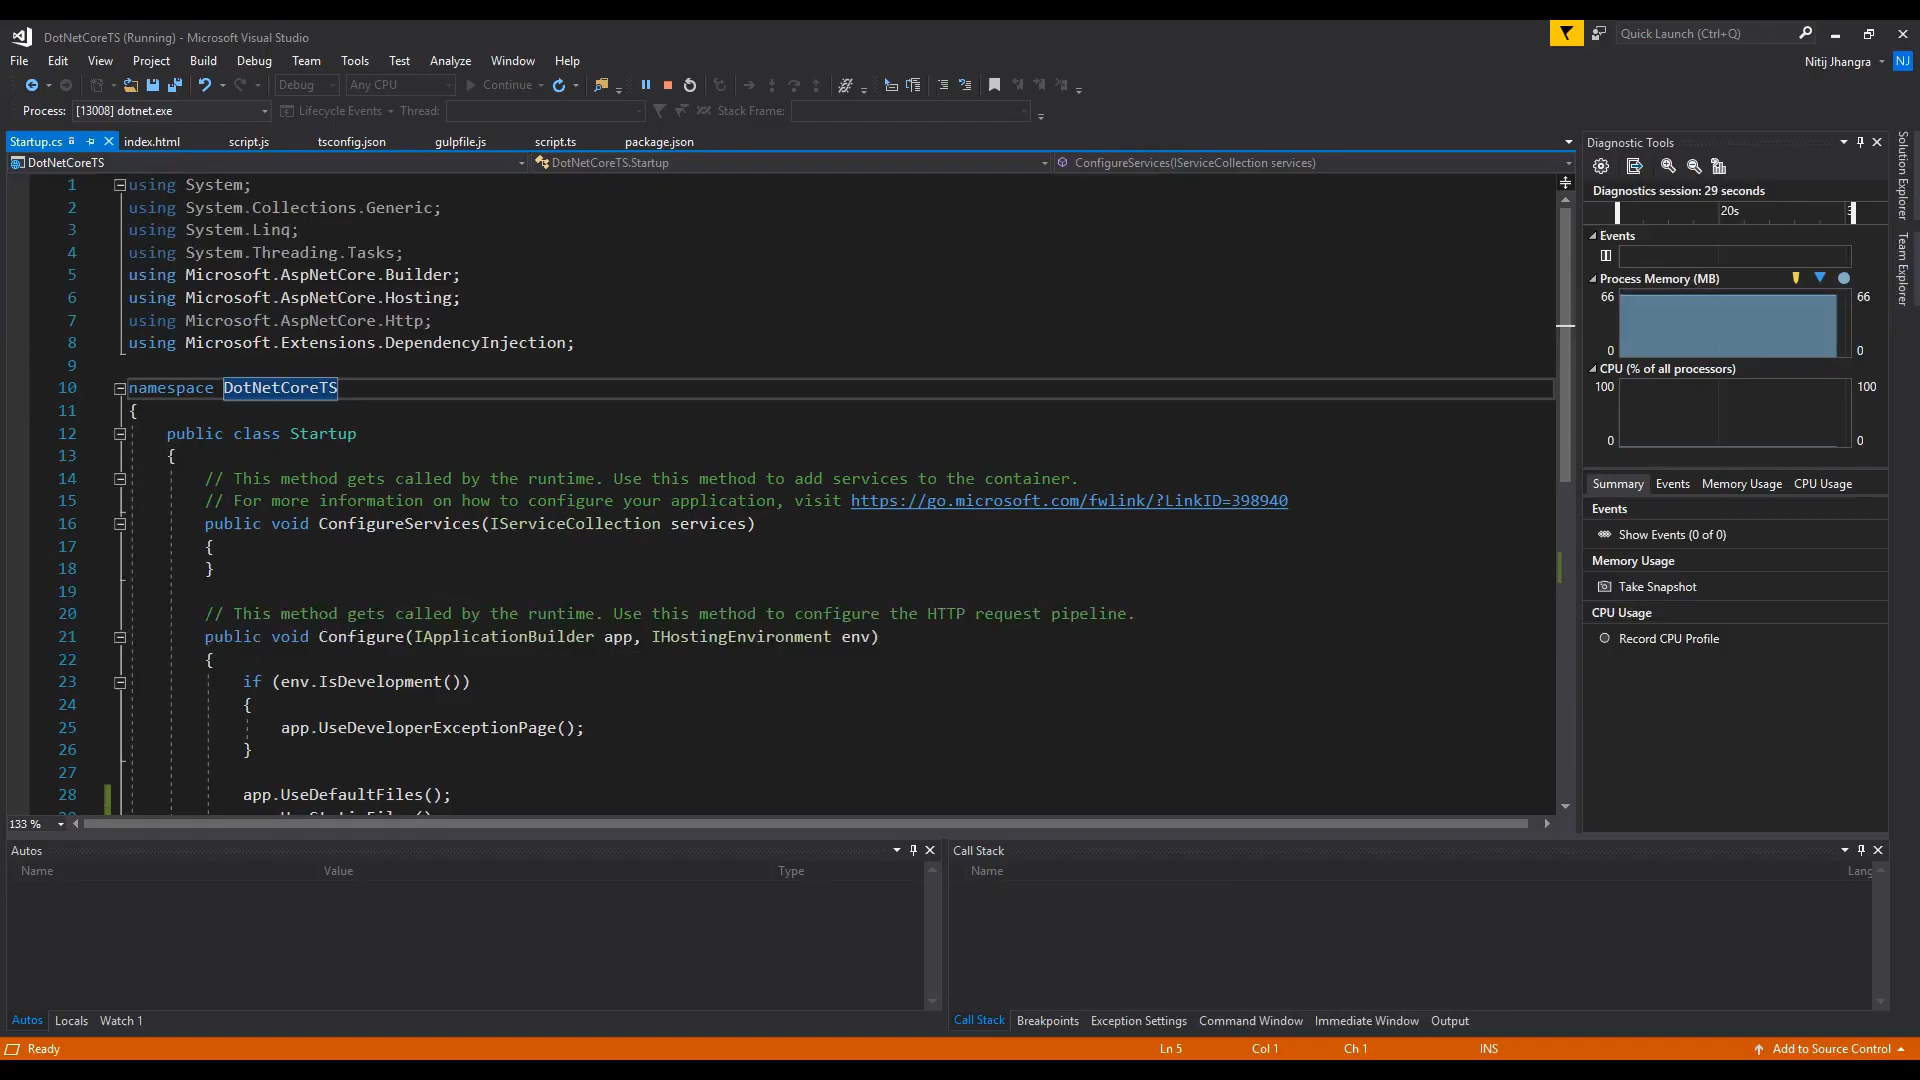 DotNetCoreTS (Running) - Microsoft Visual Studio
Quick Launch (Ctrl+Q)
File Edit View Project Build Debug Team Tools Test Analyze Window Help
Nitij Jhangra NJ
Debug Any CPU Continue
Process: [13008] dotnet.exe Lifecycle Events Thread: Stack Frame:
Startup.cs index.html script.js tsconfig.json gulpfile.js script.ts package.json
DotNetCoreTS DotNetCoreTS.Startup ConfigureServices(IServiceCollection services)
1 using System;
2 using System.Collections.Generic;
3 using System.Linq;
4 using System.Threading.Tasks;
5 using Microsoft.AspNetCore.Builder;
6 using Microsoft.AspNetCore.Hosting;
7 using Microsoft.AspNetCore.Http;
8 using Microsoft.Extensions.DependencyInjection;
9
10 namespace DotNetCoreTS
11 {
12 public class Startup
13 {
14 // This method gets called by the runtime. Use this method to add services to the container.
15 // For more information on how to configure your application, visit https://go.microsoft.com/fwlink/?LinkID=398940
16 public void ConfigureServices(IServiceCollection services)
17 {
18 }
19
20 // This method gets called by the runtime. Use this method to configure the HTTP request pipeline.
21 public void Configure(IApplicationBuilder app, IHostingEnvironment env)
22 {
23 if (env.IsDevelopment())
24 {
25 app.UseDeveloperExceptionPage();
26 }
27
28 app.UseDefaultFiles();
133 %
Diagnostic Tools
Diagnostics session: 29 seconds
20s
Events
Process Memory (MB)
66 66
0 0
CPU (% of all processors)
100 100
0 0
Summary Events Memory Usage CPU Usage
Events
Show Events (0 of 0)
Memory Usage
Take Snapshot
CPU Usage
Record CPU Profile
Solution Explorer
Team Explorer
Autos
Name Value Type
Autos Locals Watch 1
Call Stack
Name Lang
Call Stack Breakpoints Exception Settings Command Window Immediate Window Output
Ready Ln 5 Col 1 Ch 1 INS Add to Source Control